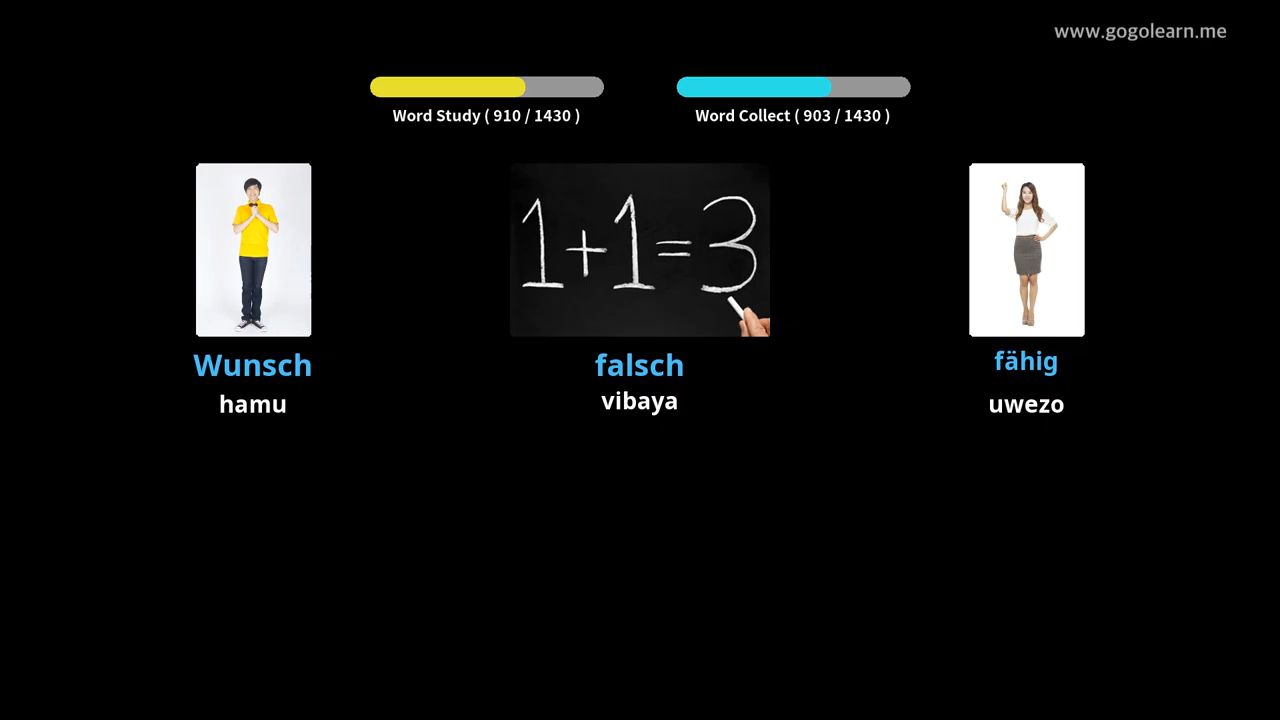 www.gogolearn.me
Word Study ( 910 / 1430 )
Word Collect ( 903 / 1430 )
1+1=3
Wunsch
hamu
falsch
vibaya
fähig
uwezo